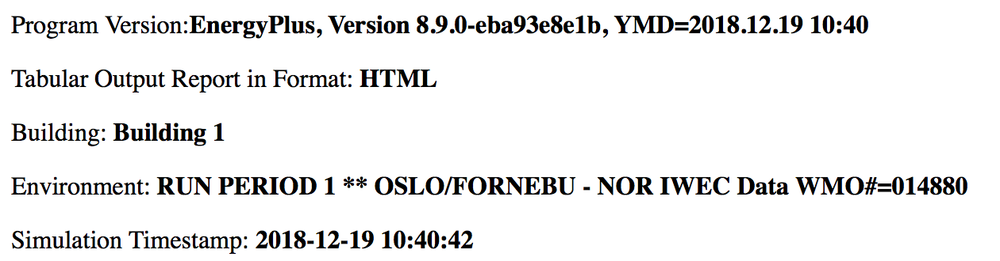 Program Version:EnergyPlus, Version 8.9.0-eba93e8e1b, YMD=2018.12.19 10:40
Tabular Output Report in Format: HTML
Building: Building 1
Environment: RUN PERIOD 1 ** OSLO/FORNEBU - NOR IWEC Data WMO#=014880
Simulation Timestamp: 2018-12-19 10:40:42